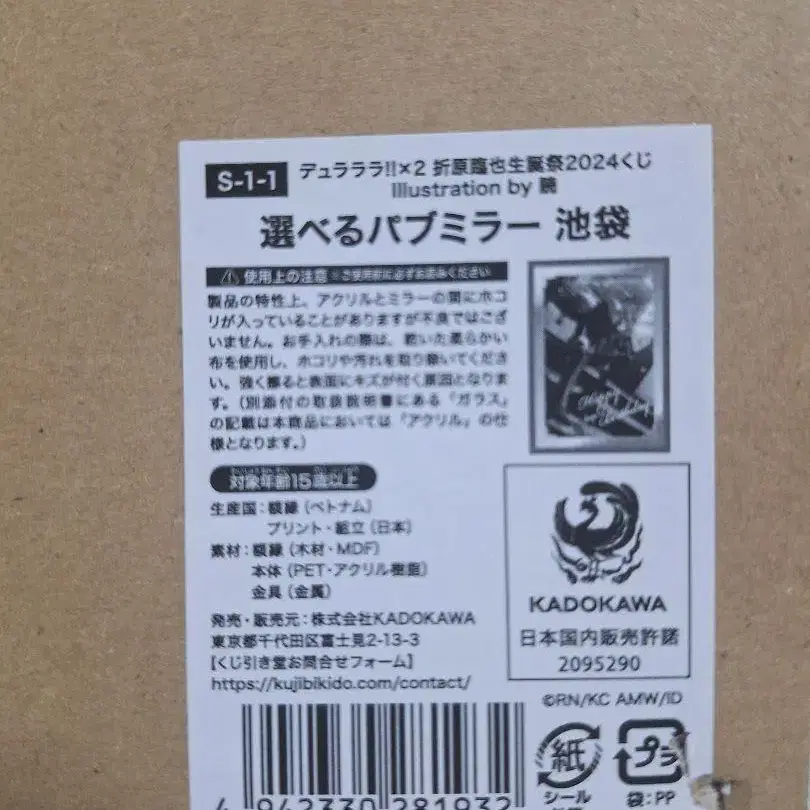 S-1-1
デュラララ!!×2 折原臨也生誕祭2024くじ
Illustration by 暁
選べるパブミラー 池袋
使用上の注意 ※ご使用前に必ずお読みください
製品の特性上、アクリルとミラーの間にホコ
リが入っていることがありますが不良ではござ
いません。お手入れの際は、乾いた柔らかい
布を使用し、ホコリや汚れを取り除いてくださ
い。強く擦ると表面にキズが付く原因となりま
す。（別添付の取扱説明書にある「ガラス」
の記載は本商品においては「アクリル」の仕
様となります。）
Happy
Birthday
対象年齢15歳以上
生産国：額縁（ベトナム）
プリント・組立（日本）
素材：額縁（木材・MDF）
本体（PET・アクリル樹脂）
金具（金属）
発売・販売元：株式会社KADOKAWA
東京都千代田区富士見2-13-3
【くじ引き堂お問合せフォーム】
https://kujibikido.com/contact/
KADOKAWA
日本国内販売許諾
2095290
©RN/KC AMW/ID
紙
シール
プラ
袋：PP
4 942330 281932